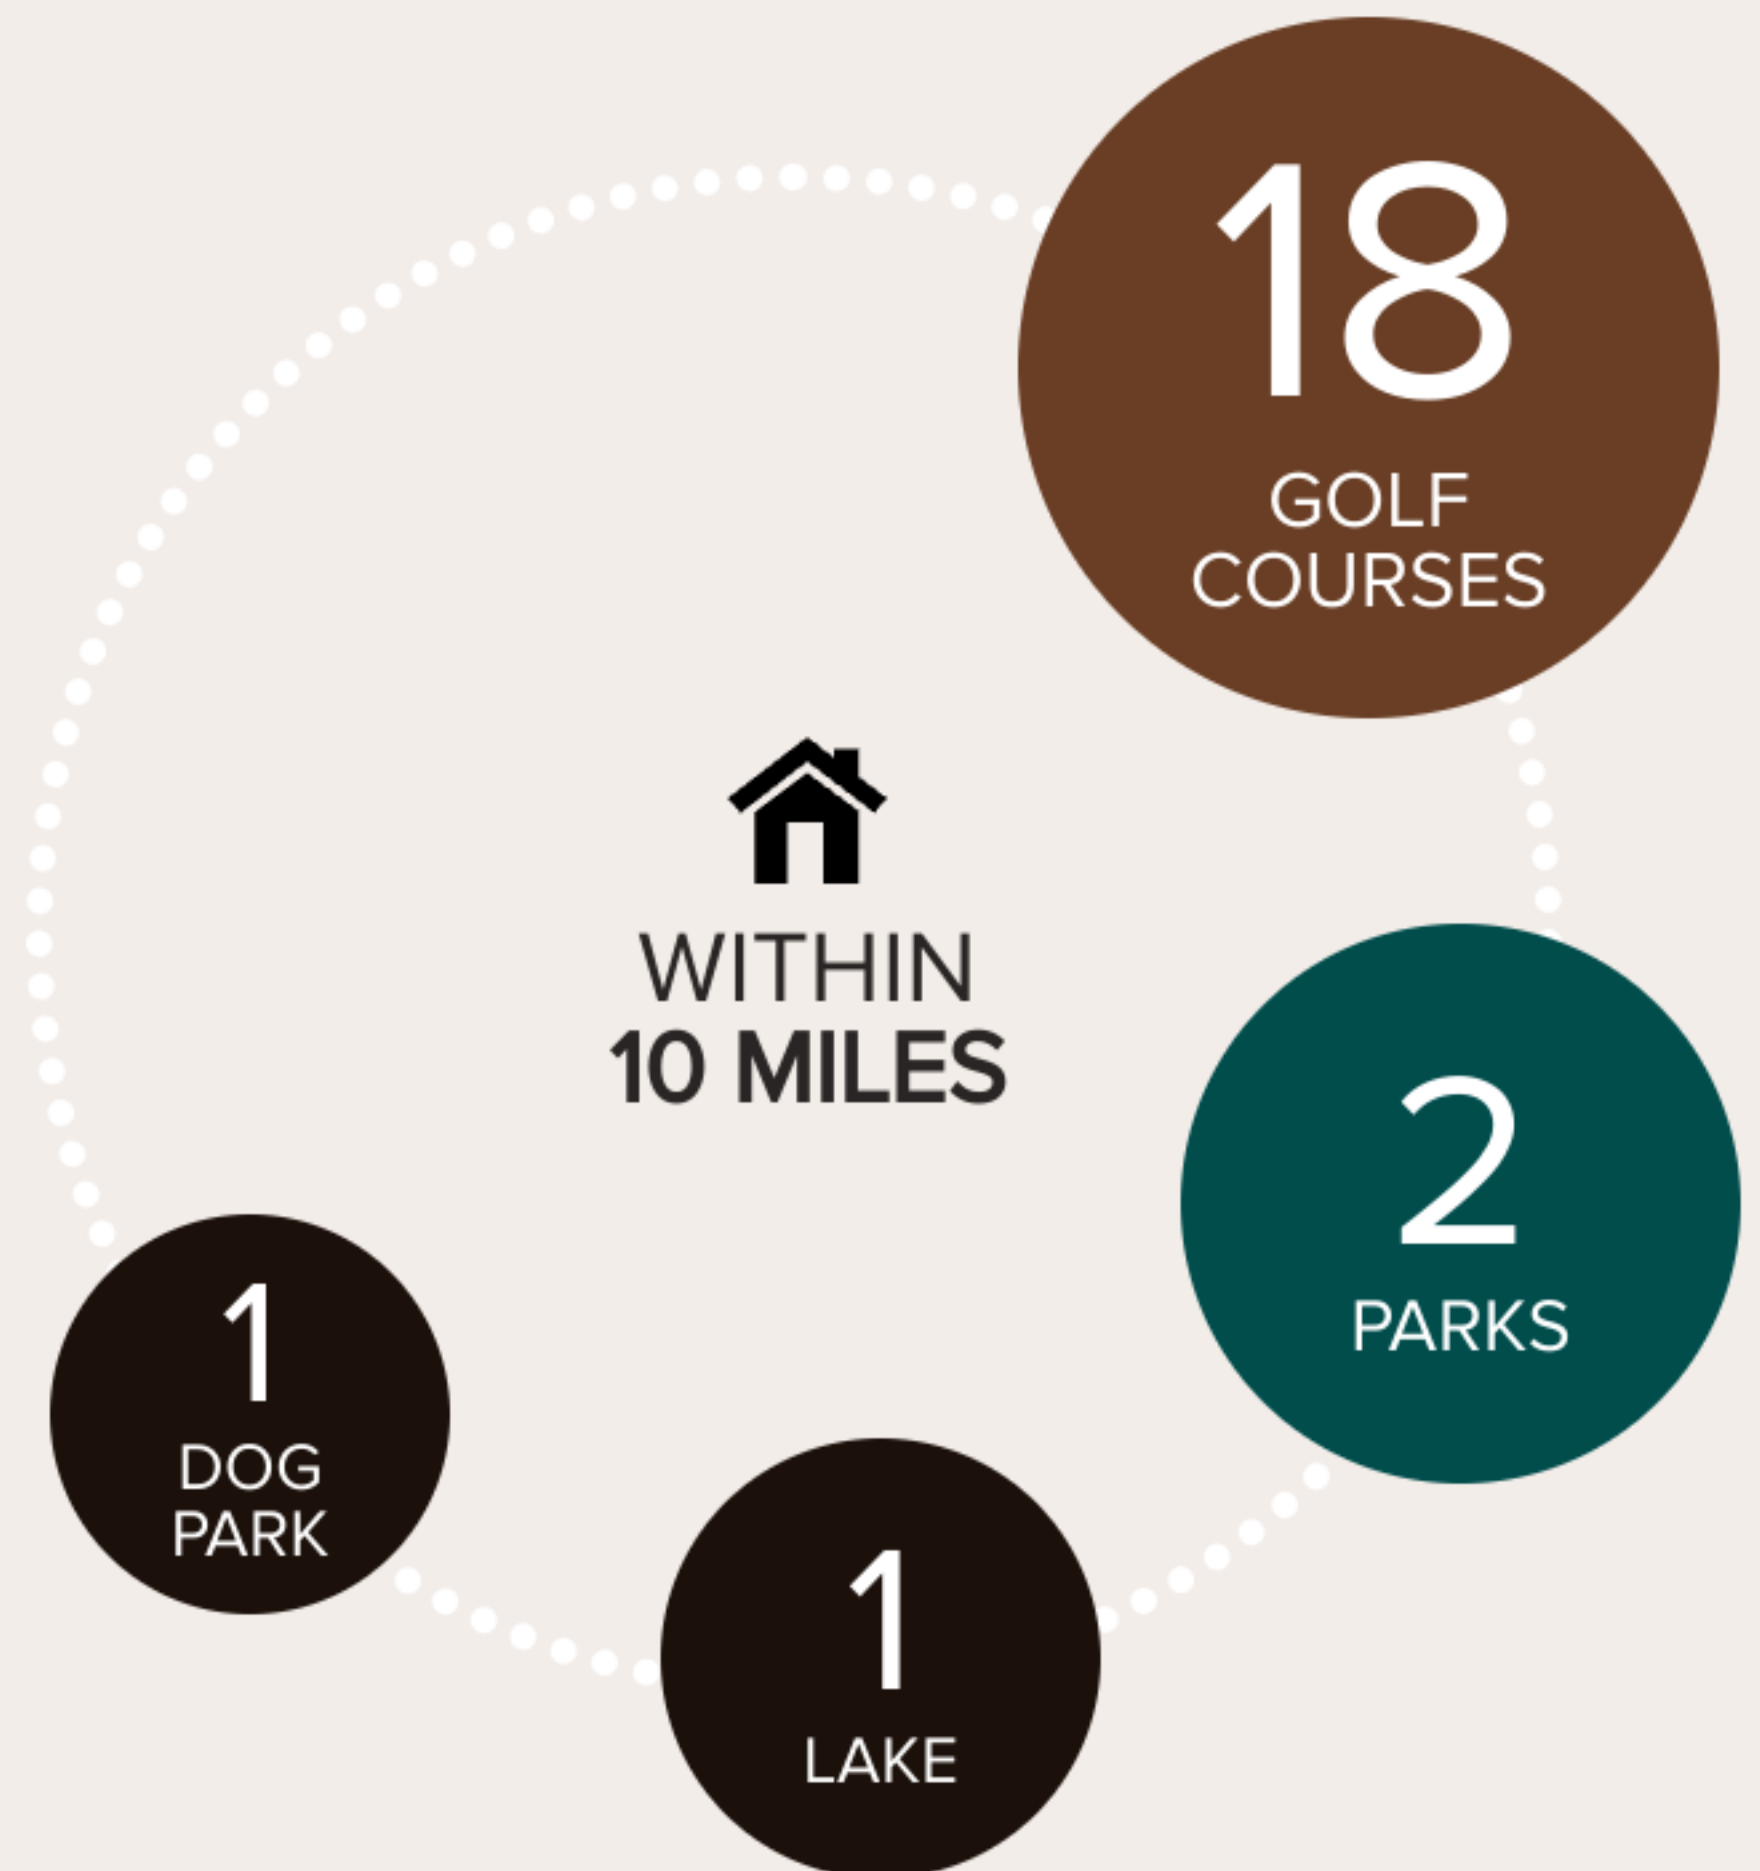 18
GOLF
COURSES
WITHIN
10 MILES
2
PARKS
1
DOG
PARK
1
LAKE